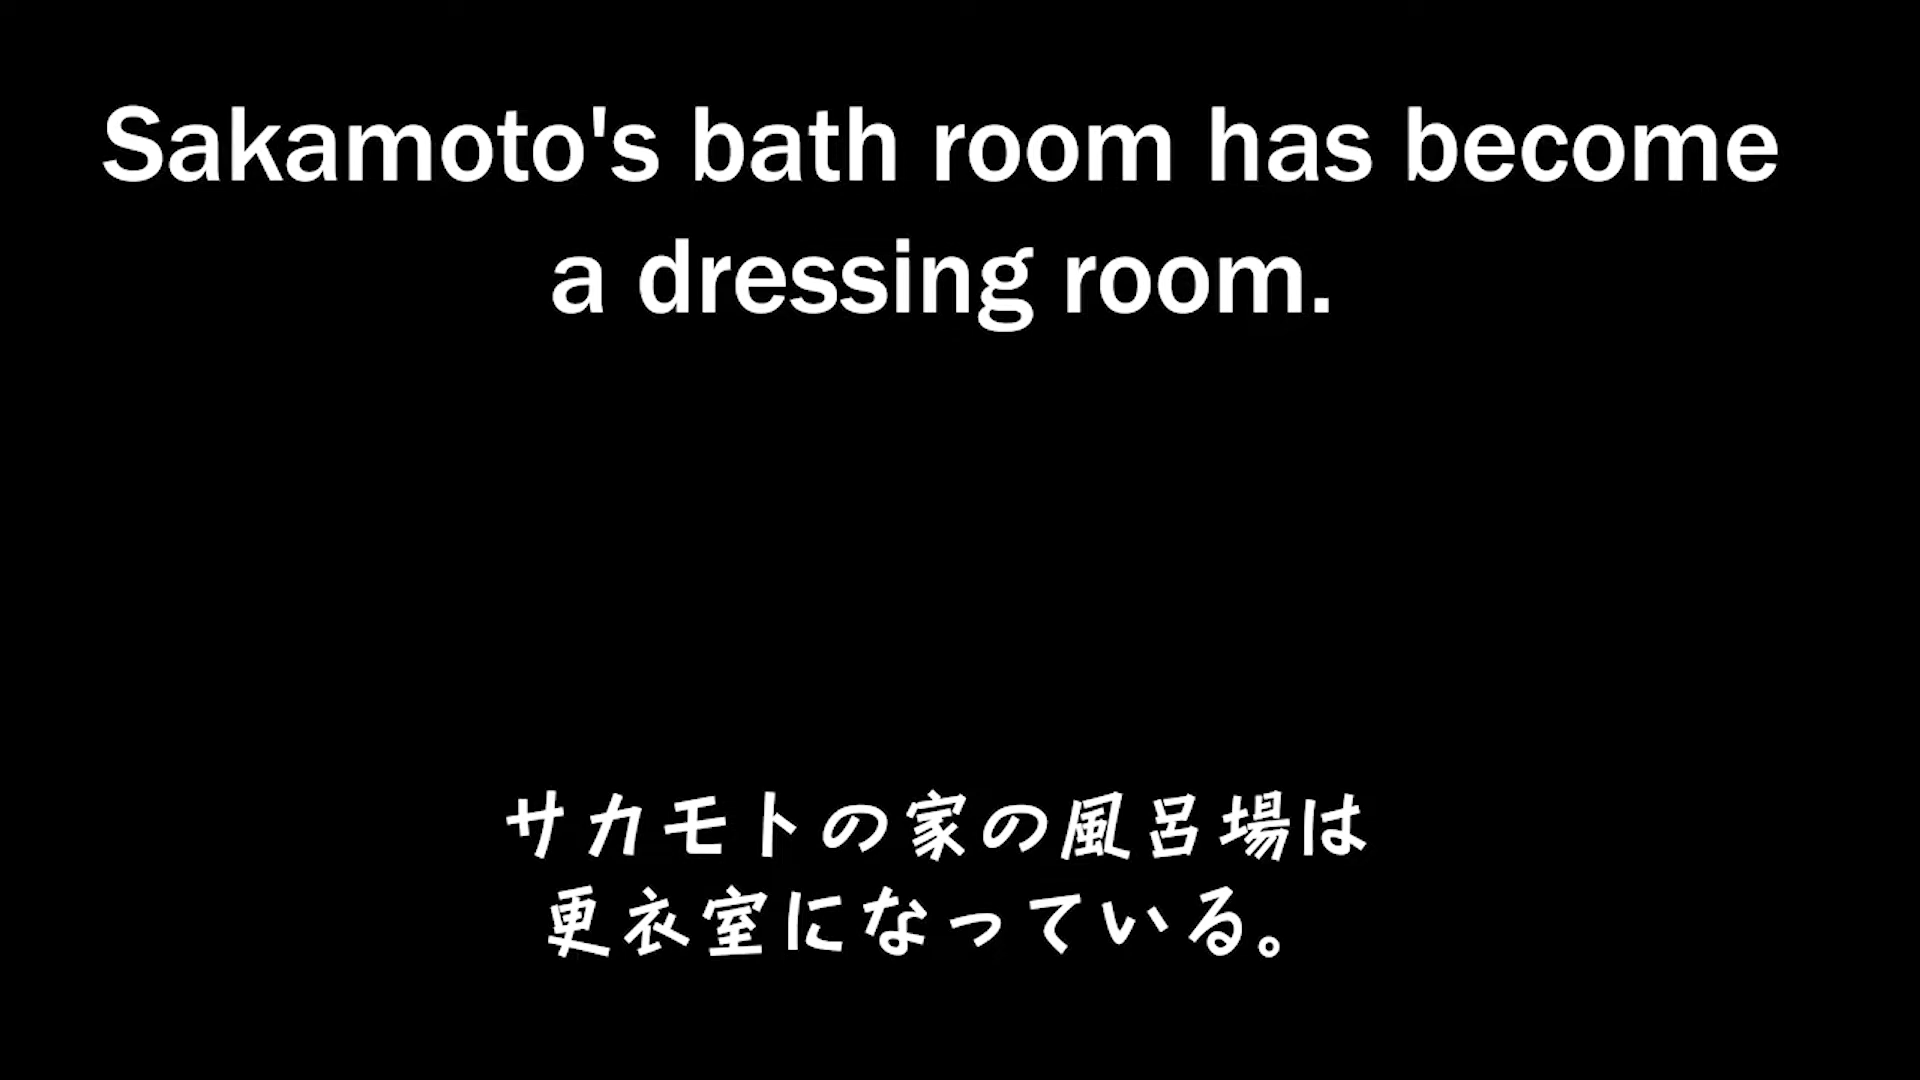 Sakamoto's bath room has become
a dressing room.
サカモトの家の風呂場は
更衣室になっている。